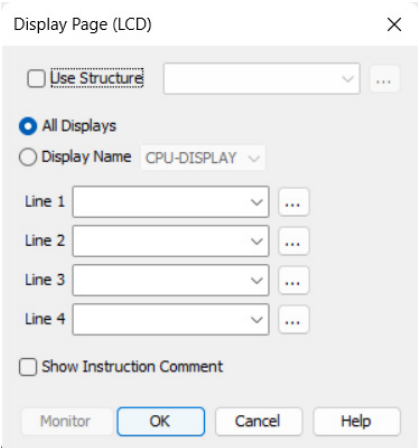 Display Page (LCD)
Use Structure ...
All Displays
Display Name CPU-DISPLAY
Line 1 ...
Line 2 ...
Line 3 ...
Line 4 ...
Show Instruction Comment
Monitor OK Cancel Help